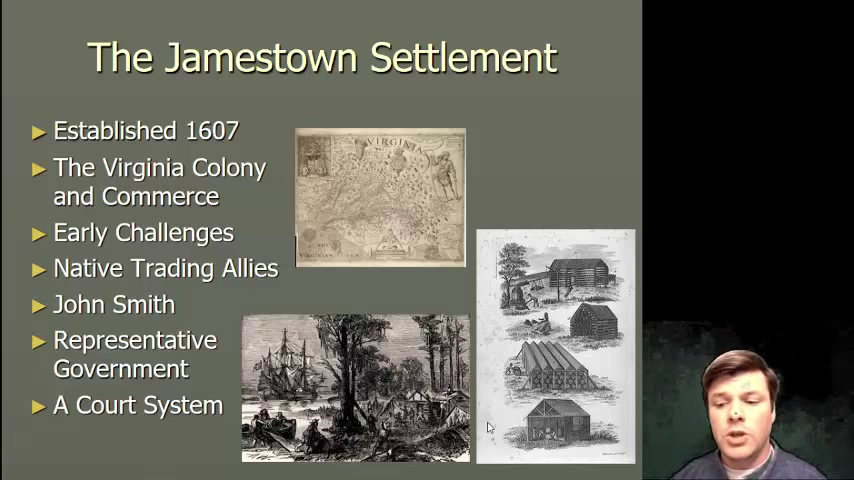 The Jamestown Settlement
► Established 1607
► The Virginia Colony
and Commerce
► Early Challenges
► Native Trading Allies
► John Smith
► Representative
Government
► A Court System
VIRGINIA